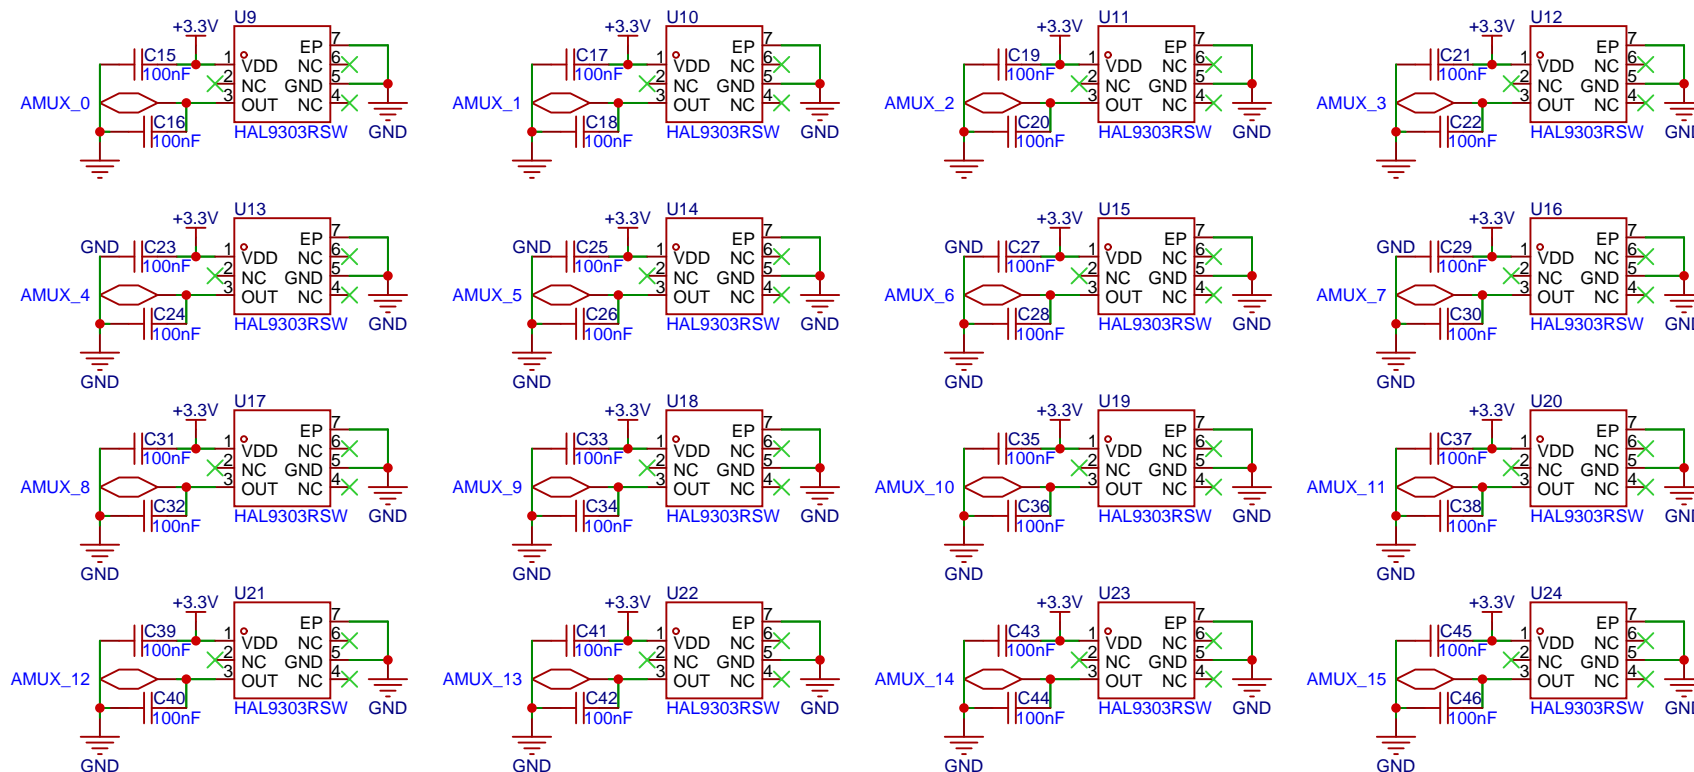 U9 U10 U11 U12
+3.3V +3.3V +3.3V +3.3V
C15 1 VDD EP 7 C17 1 VDD EP 7 C19 1 VDD EP 7 C21 1 VDD EP 7
100nF 2 NC NC 6 100nF 2 NC NC 6 100nF 2 NC NC 6 100nF 2 NC NC 6
AMUX_0 3 OUT GND 5 AMUX_1 3 OUT GND 5 AMUX_2 3 OUT GND 5 AMUX_3 3 OUT GND 5
C16 NC 4 C18 NC 4 C20 NC 4 C22 NC 4
100nF HAL9303RSW GND 100nF HAL9303RSW GND 100nF HAL9303RSW GND 100nF HAL9303RSW GND
U13 U14 U15 U16
+3.3V +3.3V +3.3V +3.3V
GND C23 1 VDD EP 7 C25 1 VDD EP 7 GND C27 1 VDD EP 7 GND C29 1 VDD EP 7
100nF 2 NC NC 6 100nF 2 NC NC 6 100nF 2 NC NC 6 100nF 2 NC NC 6
AMUX_4 3 OUT GND 5 AMUX_5 3 OUT GND 5 AMUX_6 3 OUT GND 5 AMUX_7 3 OUT GND 5
C24 NC 4 C26 NC 4 C28 NC 4 C30 NC 4
100nF HAL9303RSW GND 100nF HAL9303RSW GND 100nF HAL9303RSW GND 100nF HAL9303RSW GND
GND GND GND GND
U17 U18 U19 U20
+3.3V +3.3V +3.3V +3.3V
C31 1 VDD EP 7 C33 1 VDD EP 7 C35 1 VDD EP 7 C37 1 VDD EP 7
100nF 2 NC NC 6 100nF 2 NC NC 6 100nF 2 NC NC 6 100nF 2 NC NC 6
AMUX_8 3 OUT GND 5 AMUX_9 3 OUT GND 5 AMUX_10 3 OUT GND 5 AMUX_11 3 OUT GND 5
C32 NC 4 C34 NC 4 C36 NC 4 C38 NC 4
100nF HAL9303RSW GND 100nF HAL9303RSW GND 100nF HAL9303RSW GND 100nF HAL9303RSW GND
GND GND GND GND
U21 U22 U23 U24
+3.3V +3.3V +3.3V +3.3V
C39 1 VDD EP 7 C41 1 VDD EP 7 C43 1 VDD EP 7 C45 1 VDD EP 7
100nF 2 NC NC 6 100nF 2 NC NC 6 100nF 2 NC NC 6 100nF 2 NC NC 6
AMUX_12 3 OUT GND 5 AMUX_13 3 OUT GND 5 AMUX_14 3 OUT GND 5 AMUX_15 3 OUT GND 5
C40 NC 4 C42 NC 4 C44 NC 4 C46 NC 4
100nF HAL9303RSW GND 100nF HAL9303RSW GND 100nF HAL9303RSW GND 100nF HAL9303RSW GND
GND GND GND GND